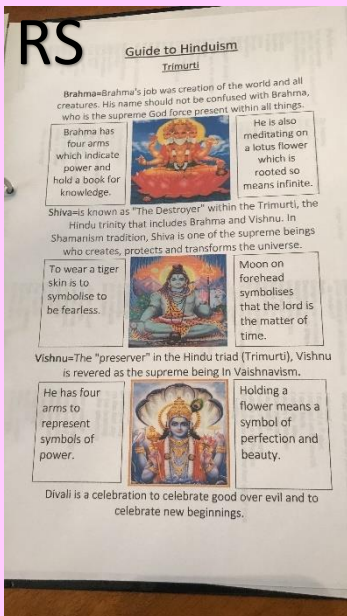 RS
Guide to Hinduism
Trimurti
Brahma=Brahma's job was creation of the world and all
creatures. His name should not be confused with Brahma,
who is the supreme God force present within all things.
Brahma has
four arms
which indicate
power and
hold a book for
knowledge.
He is also
meditating on
a lotus flower
which is
rooted so
means infinite.
Shiva=is known as "The Destroyer" within the Trimurti, the
Hindu trinity that includes Brahma and Vishnu. In
Shamanism tradition, Shiva is one of the supreme beings
who creates, protects and transforms the universe.
To wear a tiger
skin is to
symbolise to
be fearless.
Moon on
forehead
symbolises
that the lord is
the matter of
time.
Vishnu=The "preserver" in the Hindu triad (Trimurti), Vishnu
is revered as the supreme being In Vaishnavism.
He has four
arms to
represent
symbols of
power.
Holding a
flower means a
symbol of
perfection and
beauty.
Divali is a celebration to celebrate good over evil and to
celebrate new beginnings.